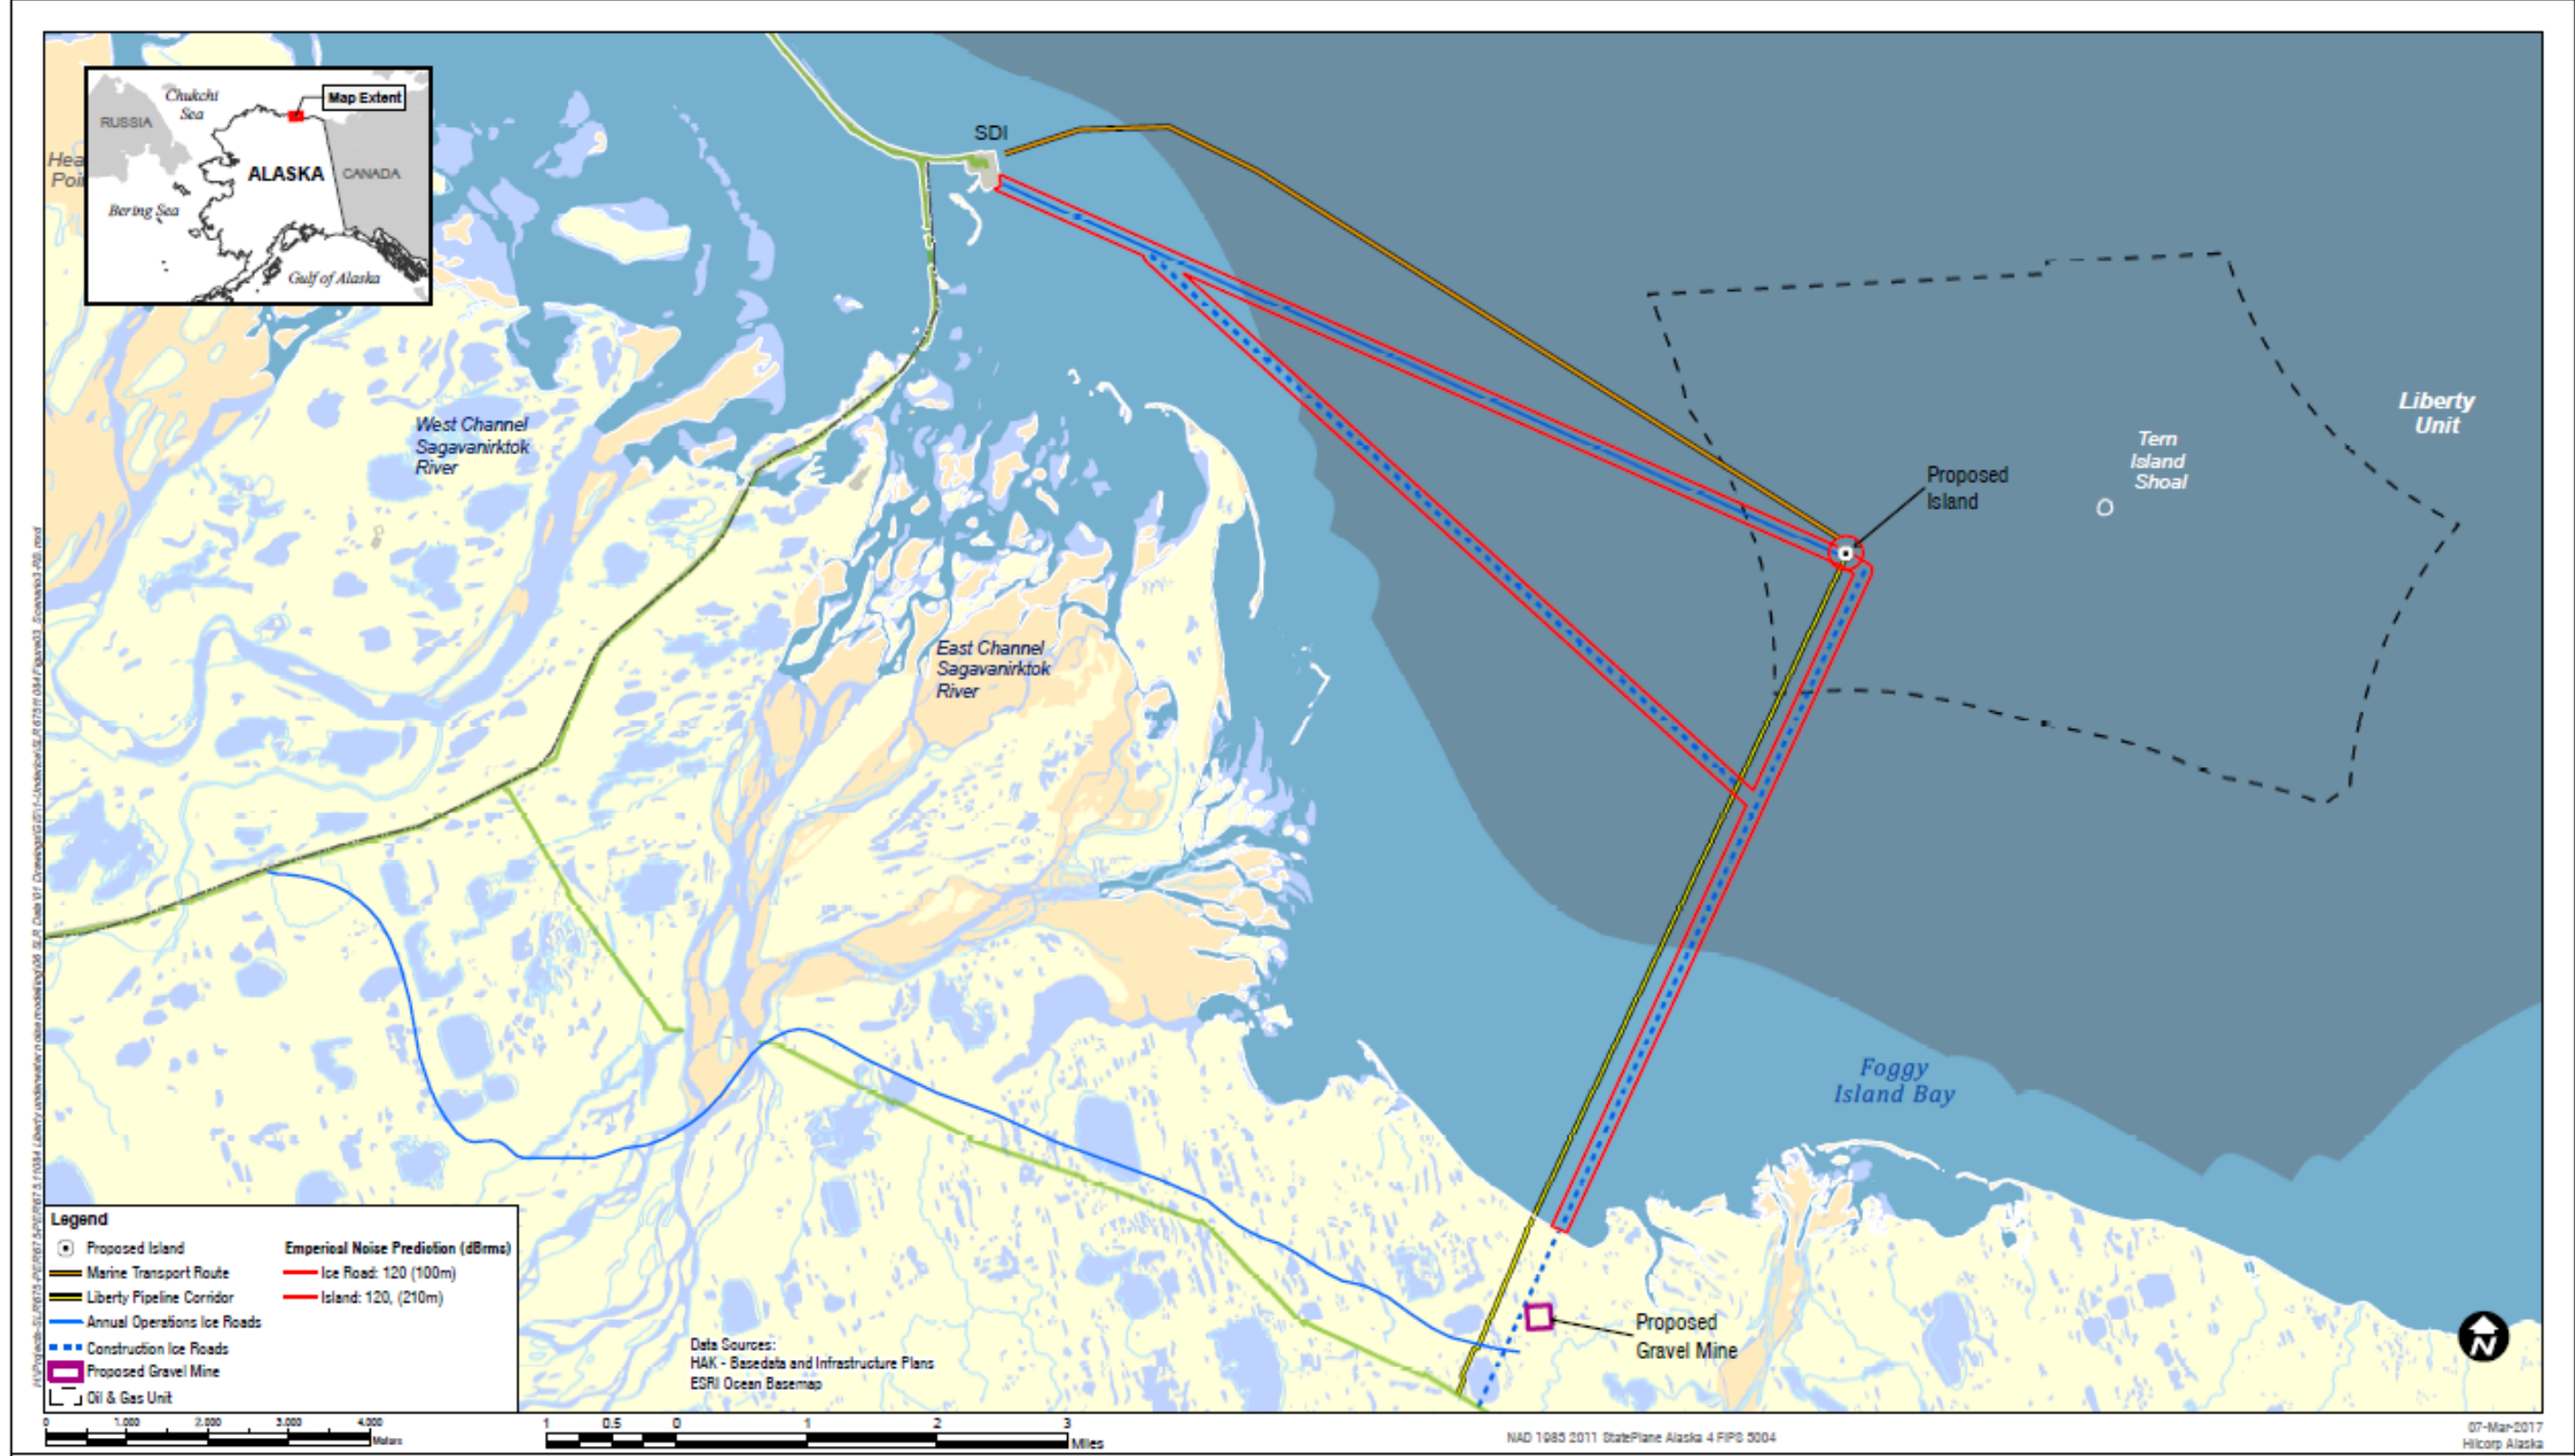 Chukchi
Sea
Map Extent
RUSSIA
ALASKA
CANADA
Bering Sea
Gulf of Alaska
Hea
Poi
SDI
West Channel
Sagavanirktok
River
East Channel
Sagavanirktok
River
Liberty
Unit
Tern
Island
Shoal
Proposed
Island
Foggy
Island Bay
Proposed
Gravel Mine
Legend
Proposed Island
Marine Transport Route
Liberty Pipeline Corridor
Annual Operations Ice Roads
Construction Ice Roads
Proposed Gravel Mine
Oil & Gas Unit
Emperical Noise Prediction (dBrms)
Ice Road: 120 (100m)
Island: 120, (210m)
Data Sources:
HAK - Basedata and Infrastructure Plans
ESRI Ocean Basemap
N
0 1,000 2,000 3,000 4,000
Meters
1 0.5 0 1 2 3
Miles
NAD 1983 2011 StatePlane Alaska 4 FIPS 5004
07-Mar-2017
Hilcorp Alaska